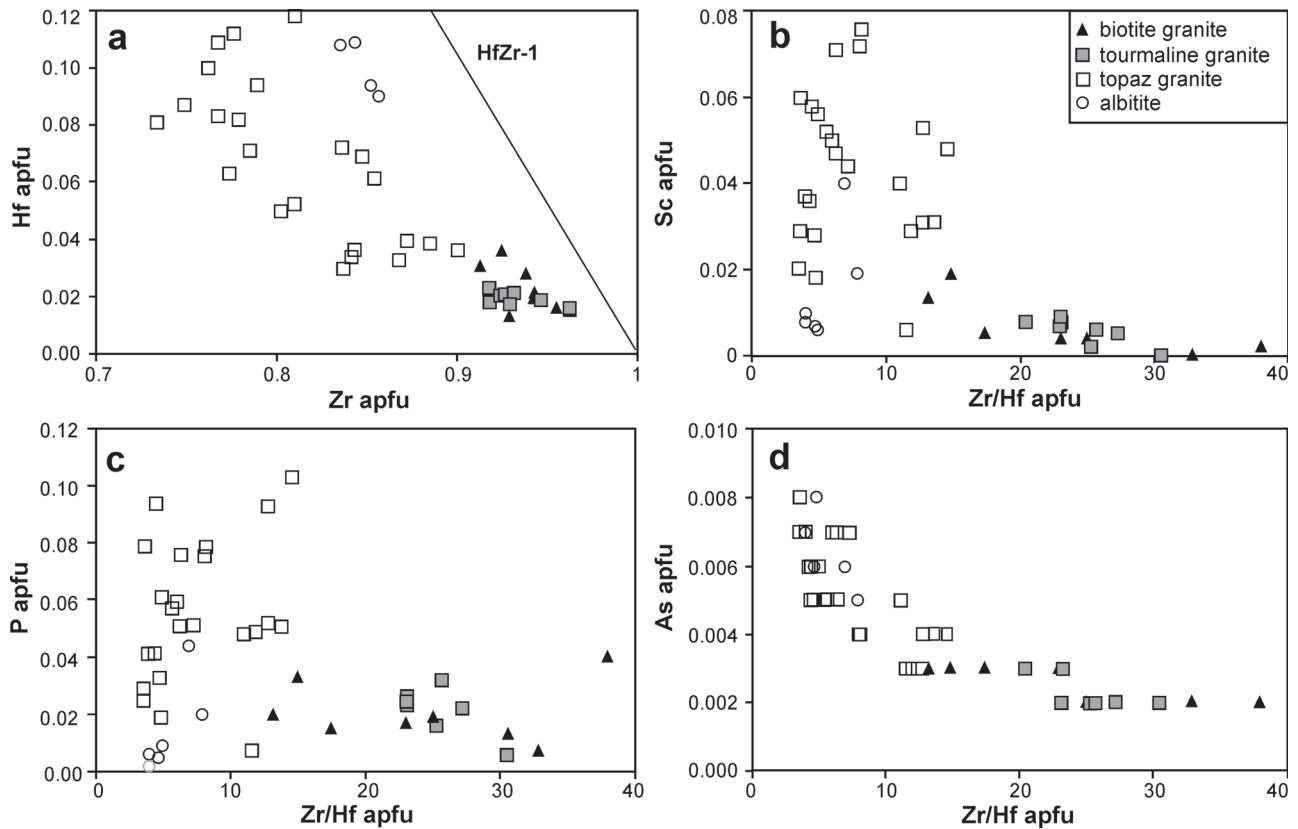 a
HfZr-1
0.12
0.10
0.08
0.06
0.04
0.02
0.00
Hf apfu
0.7
0.8
0.9
1
Zr apfu
b
biotite granite
tourmaline granite
topaz granite
albitite
0.08
0.06
0.04
0.02
0
Sc apfu
0
10
20
30
40
Zr/Hf apfu
c
0.12
0.10
0.08
0.06
0.04
0.02
0.00
P apfu
0
10
20
30
40
Zr/Hf apfu
d
0.010
0.008
0.006
0.004
0.002
0.000
As apfu
0
10
20
30
40
Zr/Hf apfu